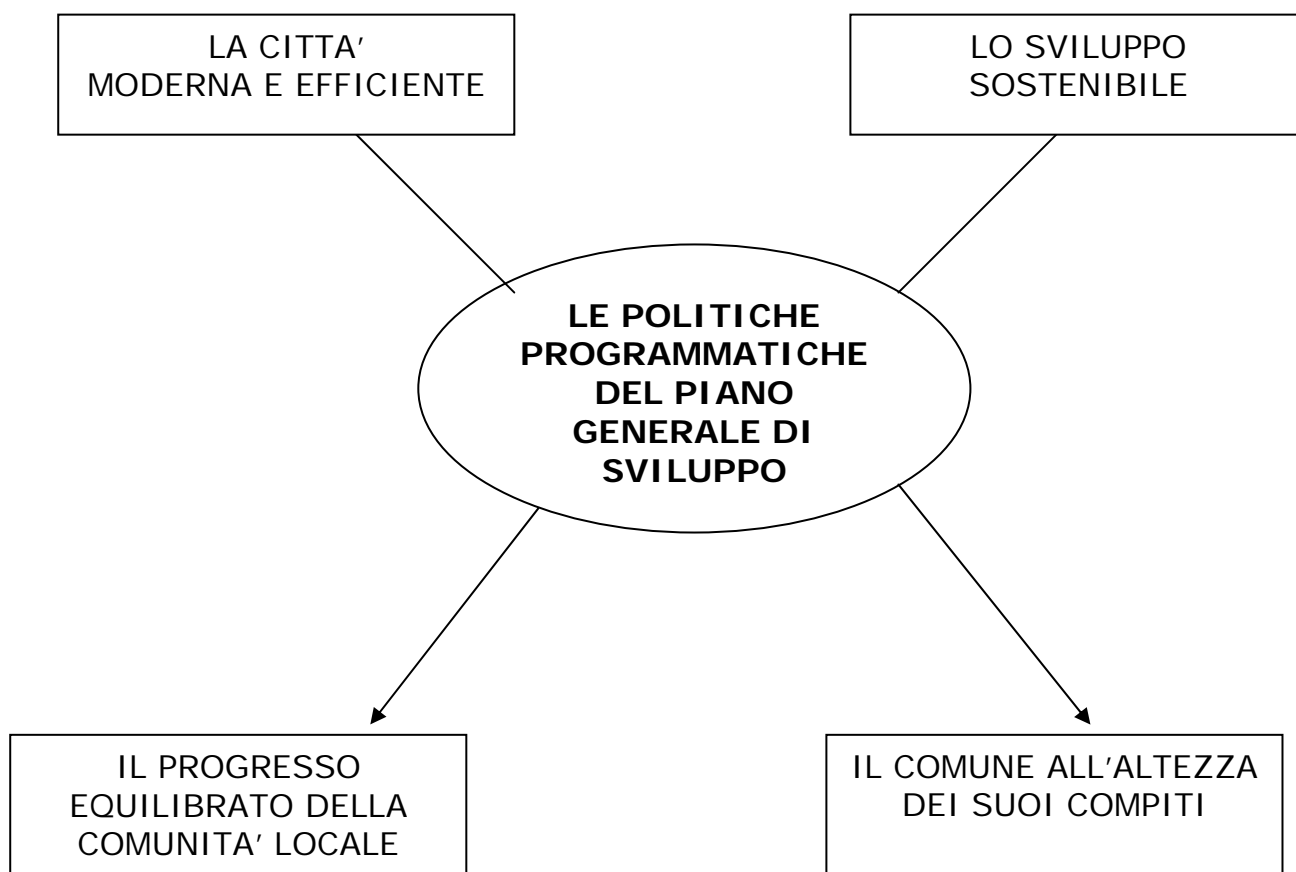 LA CITTA'
MODERNA E EFFICIENTE
LO SVILUPPO
SOSTENIBILE
LE POLITICHE
PROGRAMMATICHE
DEL PIANO
GENERALE DI
SVILUPPO
IL PROGRESSO
EQUILIBRATO DELLA
COMUNITA' LOCALE
IL COMUNE ALL'ALTEZZA
DEI SUOI COMPITI